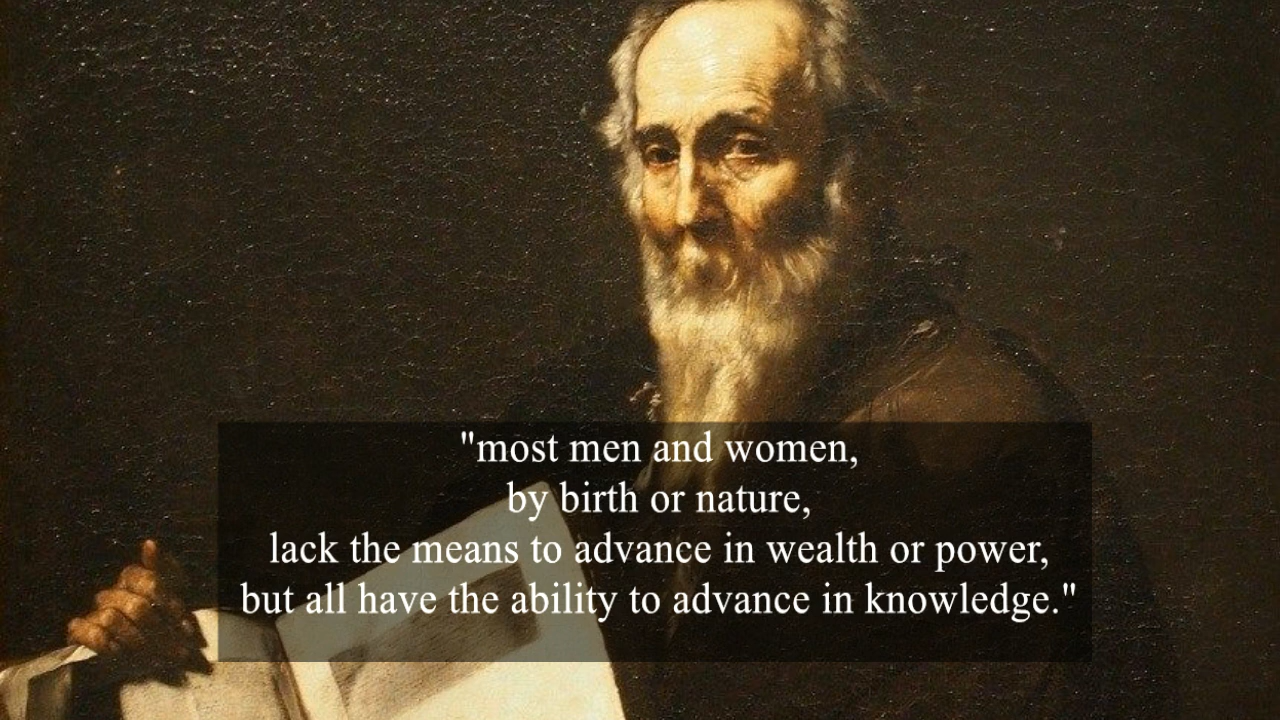 "most men and women,
by birth or nature,
lack the means to advance in wealth or power,
but all have the ability to advance in knowledge."